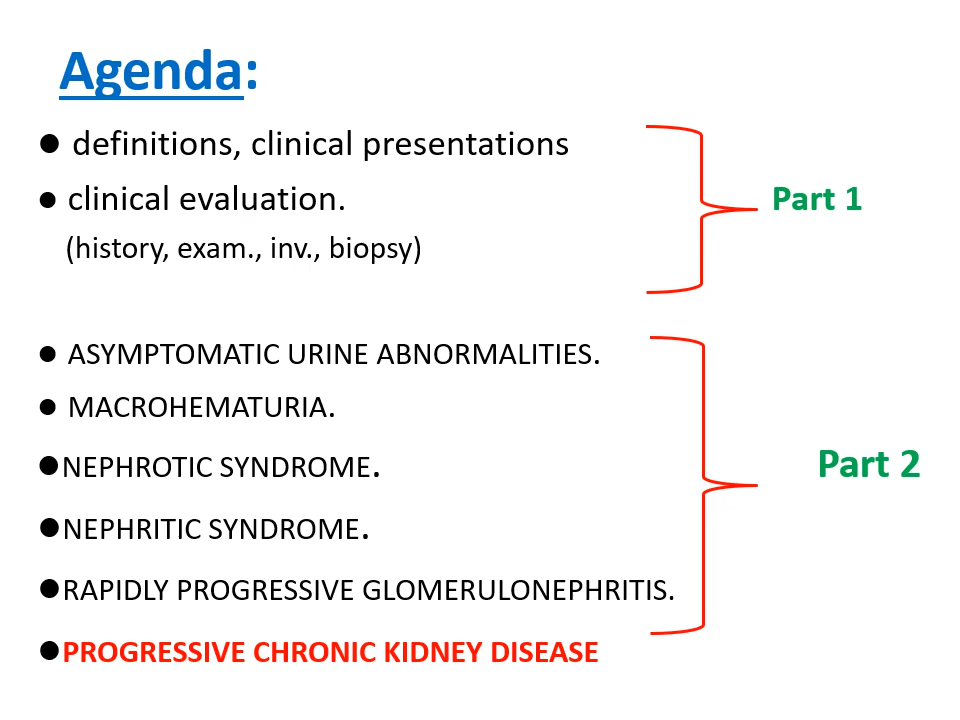 Agenda:
● definitions, clinical presentations
● clinical evaluation.
(history, exam., inv., biopsy)
Part 1
● ASYMPTOMATIC URINE ABNORMALITIES.
● MACROHEMATURIA.
●NEPHROTIC SYNDROME.
●NEPHRITIC SYNDROME.
●RAPIDLY PROGRESSIVE GLOMERULONEPHRITIS.
●PROGRESSIVE CHRONIC KIDNEY DISEASE
Part 2